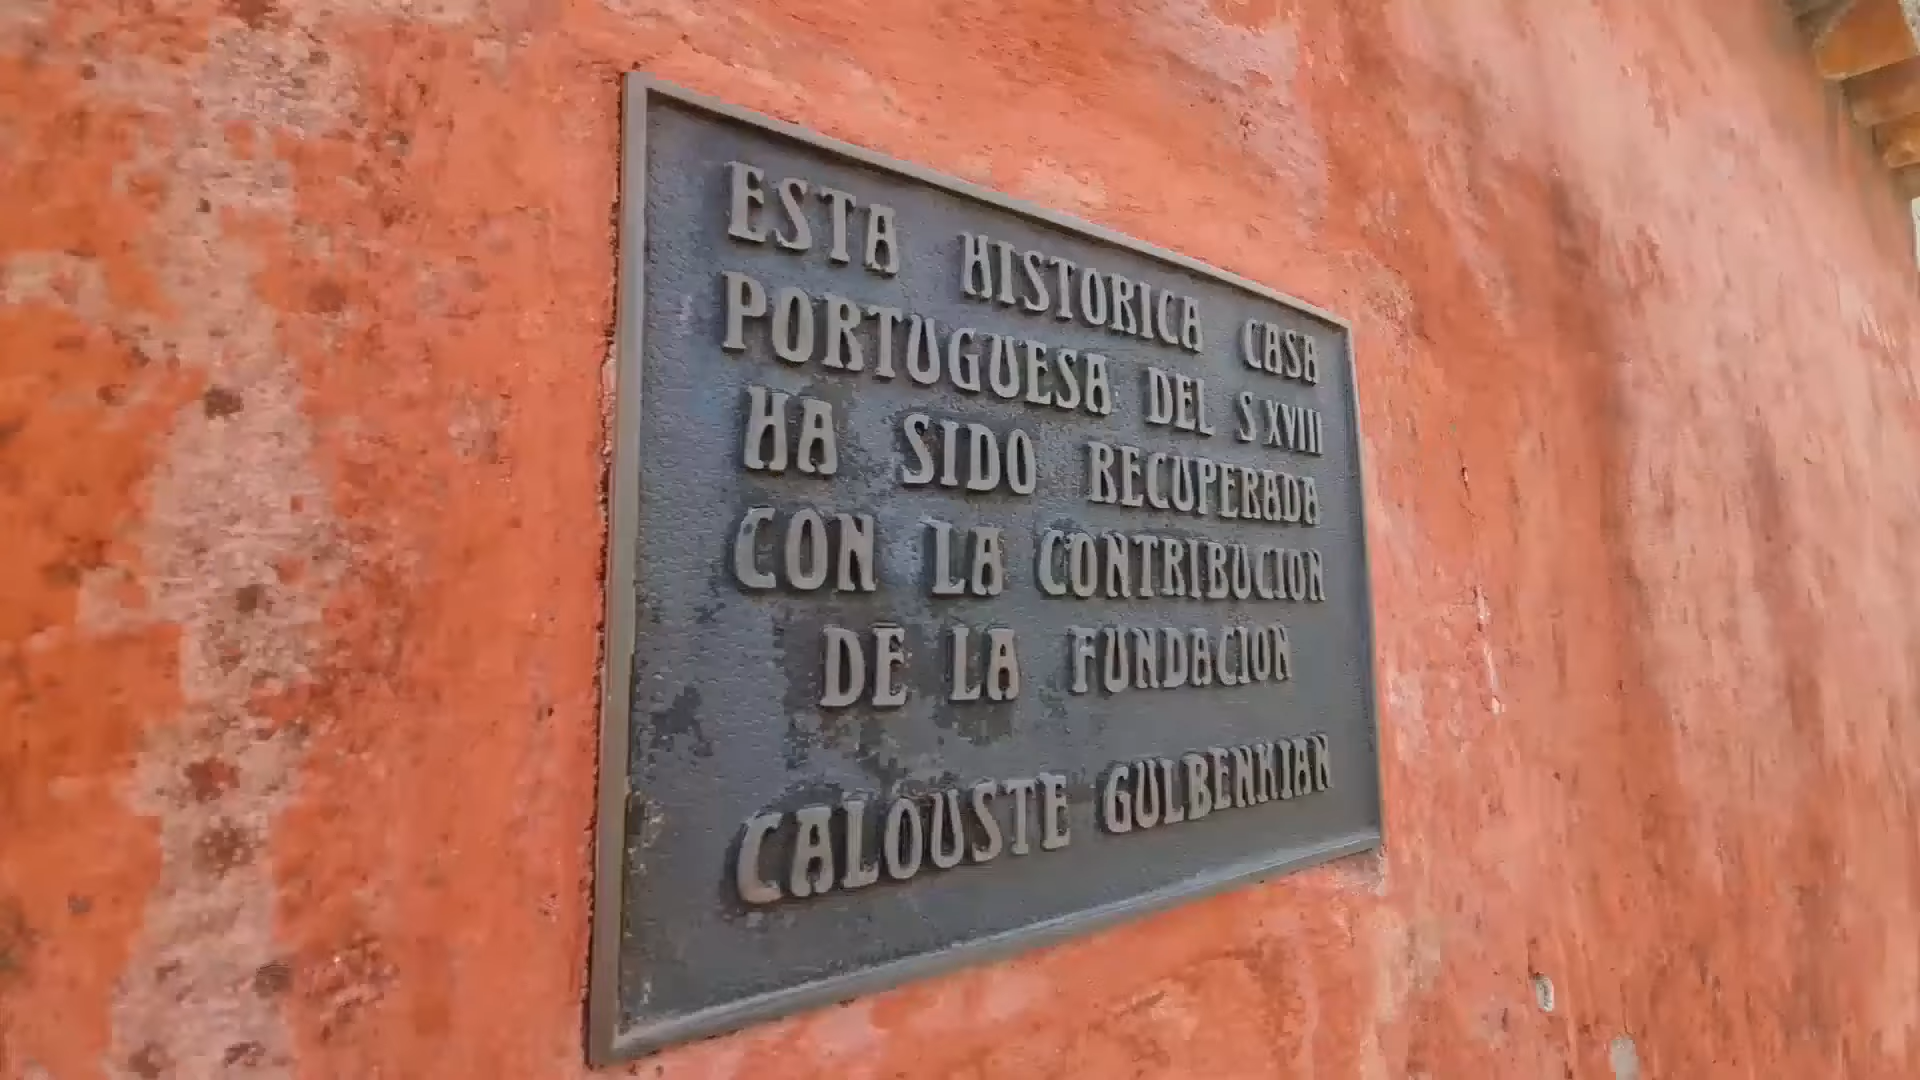 ESTA HISTORICA CASA
PORTUGUESA DEL S XVIII
HA SIDO RECUPERADA
CON LA CONTRIBUCION
DE LA FUNDACION
CALOUSTE GULBENKIAN